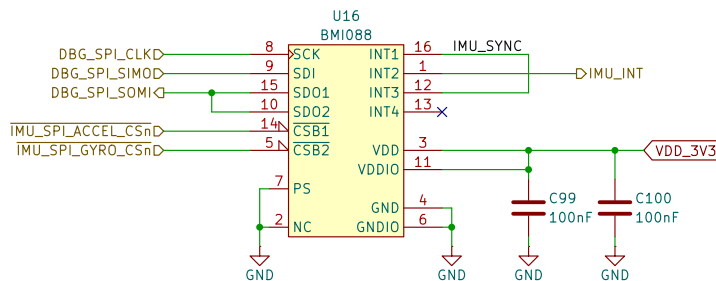 U16
BMI088
DBG_SPI_CLK 8 SCK INT1 16 IMU_SYNC
DBG_SPI_SIMO 9 SDI INT2 1 IMU_INT
DBG_SPI_SOMI 15 SDO1 INT3 12
10 SDO2 INT4 13
IMU_SPI_ACCEL_CSn 14 CSB1
IMU_SPI_GYRO_CSn 5 CSB2 VDD 3 VDD_3V3
VDDIO 11
7 PS
GND 4 C99 C100
100nF 100nF
2 NC GNDIO 6
GND GND GND GND